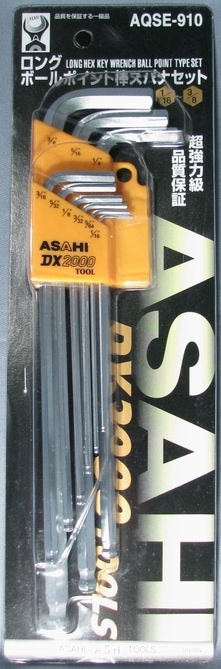 品質を保証する一級品
AQSE-910
ロング LONG HEX KEY WRENCH BALL POINT TYPE SET
ボールポイント棒スパナセット
1/16 3/8
超強力級
品質保証
ASAHI
DX2000
TOOL
ASAHI
DX2000 TOOLS
ASAHI TOOLS JAPAN